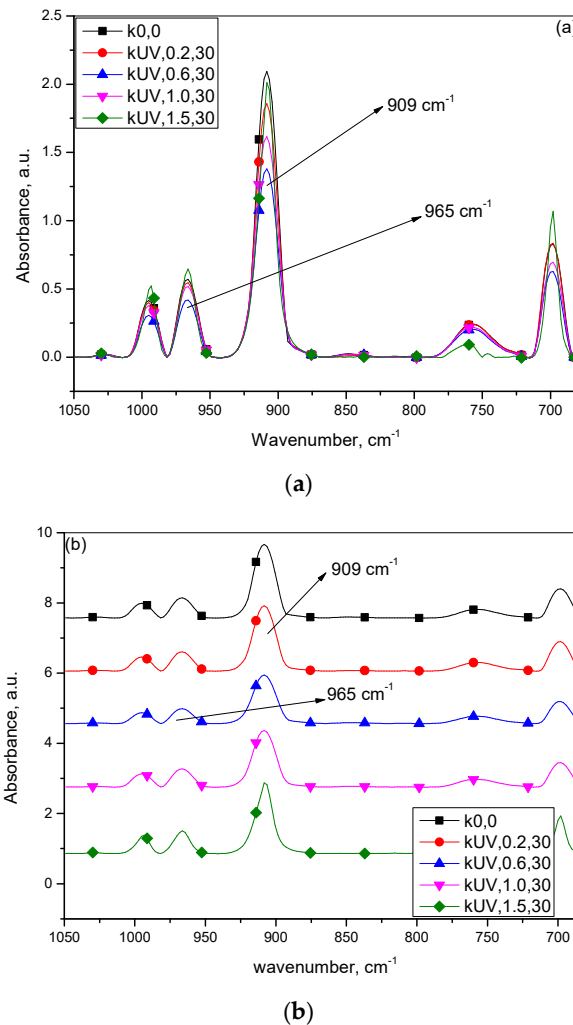 (a)
k0,0
kUV,0.2,30
kUV,0.6,30
kUV,1.0,30
kUV,1.5,30
909 cm-1
965 cm-1
Absorbance, a.u.
2.5
2.0
1.5
1.0
0.5
0.0
1050 1000 950 900 850 800 750 700
Wavenumber, cm-1
(a)
(b)
909 cm-1
965 cm-1
Absorbance, a.u.
10
8
6
4
2
0
k0,0
kUV,0.2,30
kUV,0.6,30
kUV,1.0,30
kUV,1.5,30
1050 1000 950 900 850 800 750 700
wavenumber, cm-1
(b)